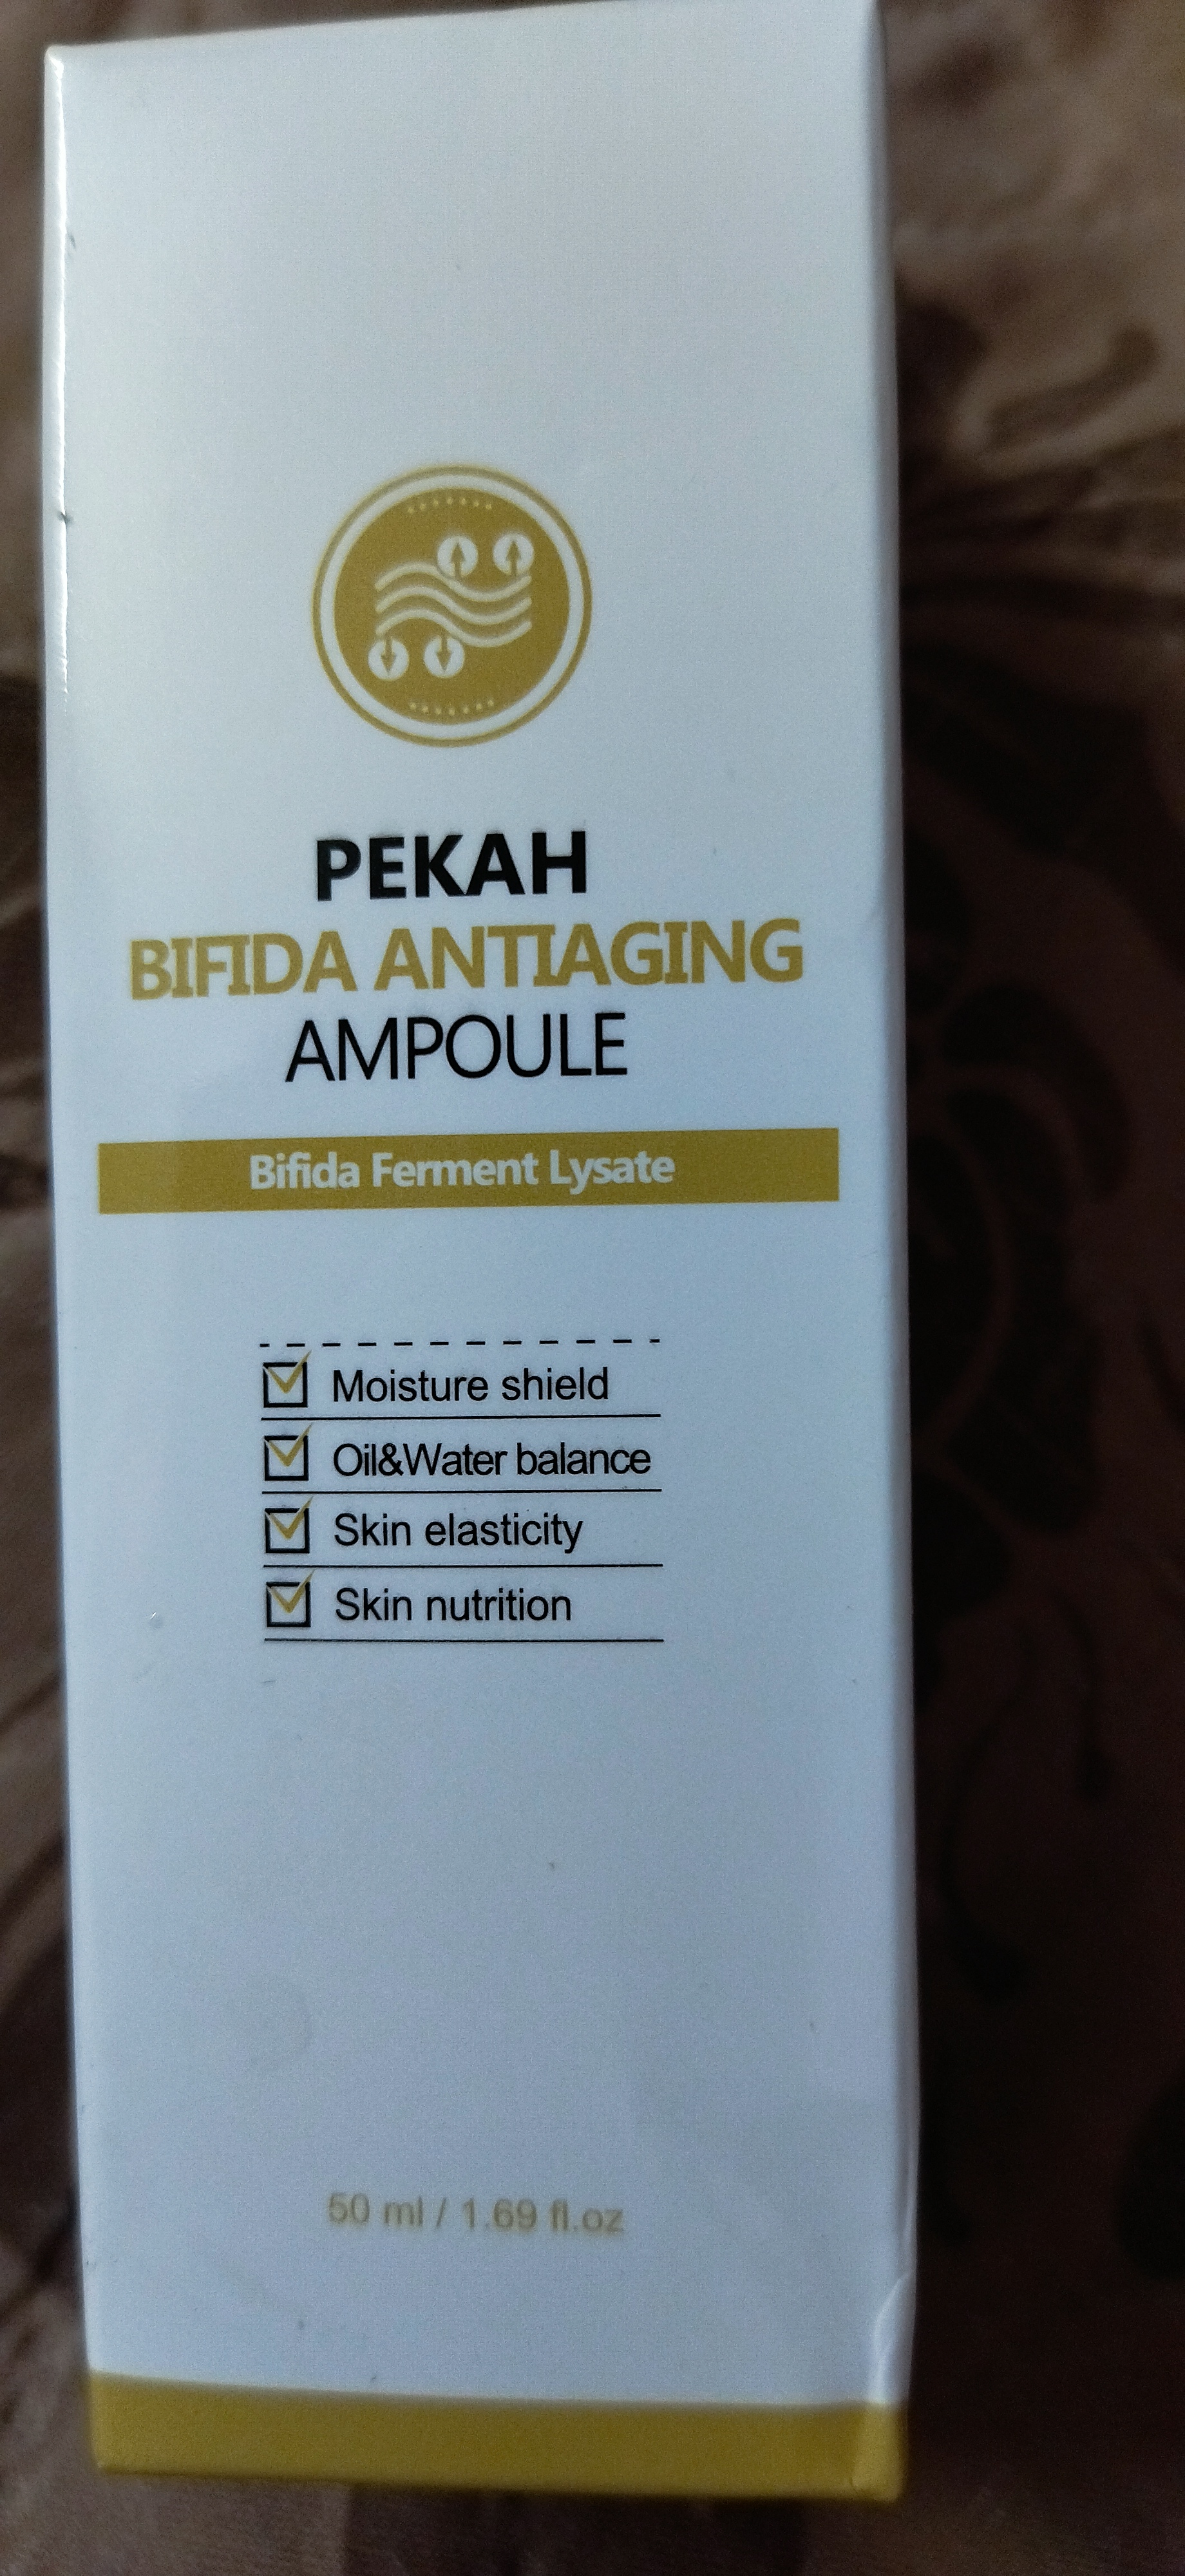 PEKAH
BIFIDA ANTIAGING
AMPOULE
Bifida Ferment Lysate
Moisture shield
Oil&Water balance
Skin elasticity
Skin nutrition
50 ml / 1.69 fl.oz